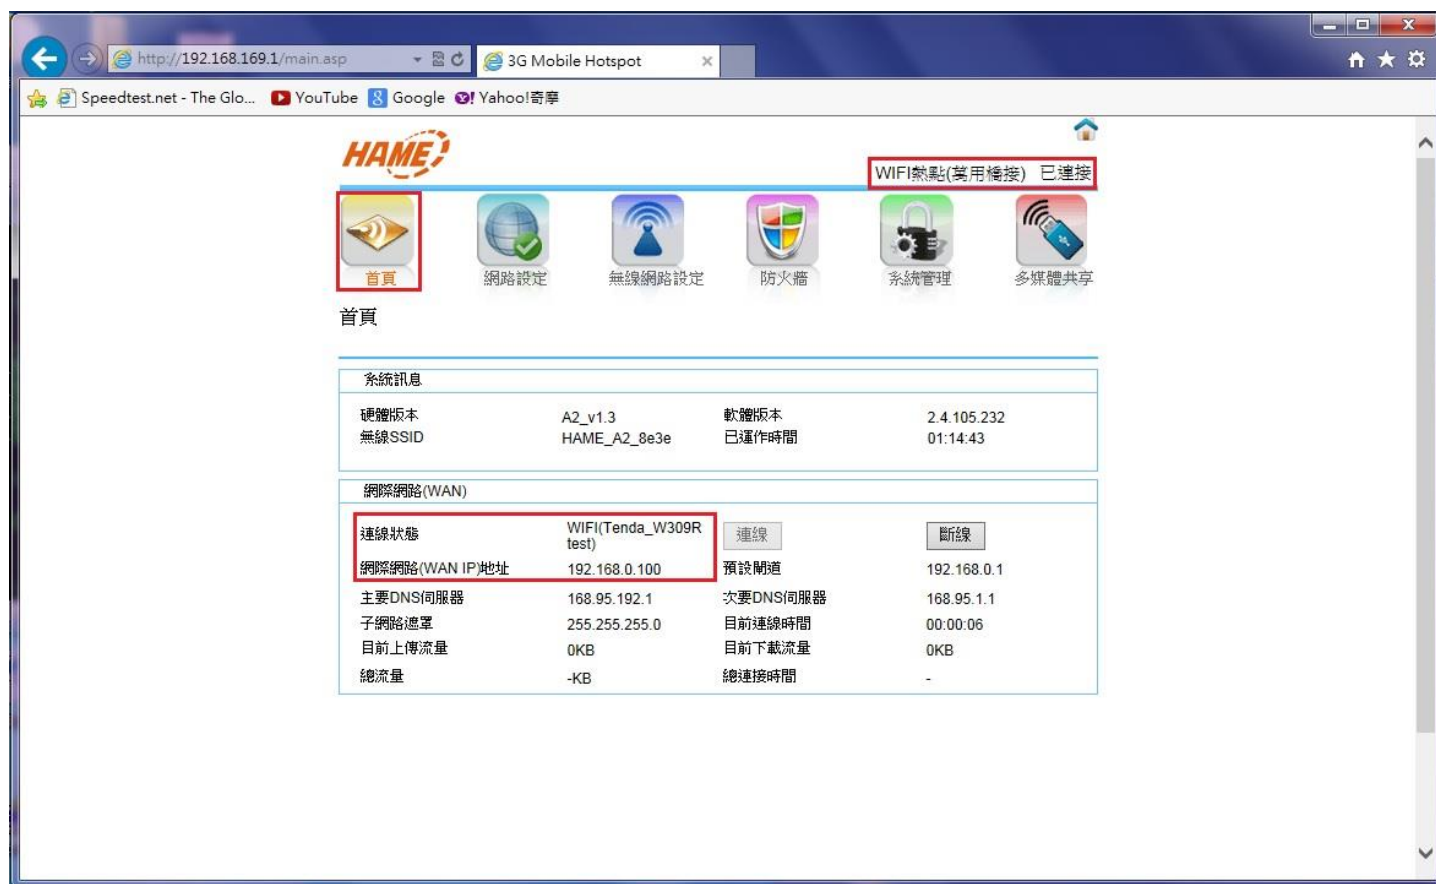 http://192.168.169.1/main.asp
3G Mobile Hotspot
Speedtest.net - The Glo... YouTube Google Yahoo!奇摩
HAME
WIFI熱點(萬用橋接) 已連接
首頁 網路設定 無線網路設定 防火牆 系統管理 多媒體共享
首頁
系統訊息
硬體版本 A2_v1.3 軟體版本 2.4.105.232
無線SSID HAME_A2_8e3e 已運作時間 01:14:43
網際網路(WAN)
連線狀態 WIFI(Tenda_W309R 連線 斷線
test)
網際網路(WAN IP)地址 192.168.0.100 預設閘道 192.168.0.1
主要DNS伺服器 168.95.192.1 次要DNS伺服器 168.95.1.1
子網路遮罩 255.255.255.0 目前連線時間 00:00:06
目前上傳流量 0KB 目前下載流量 0KB
總流量 -KB 總連接時間 -